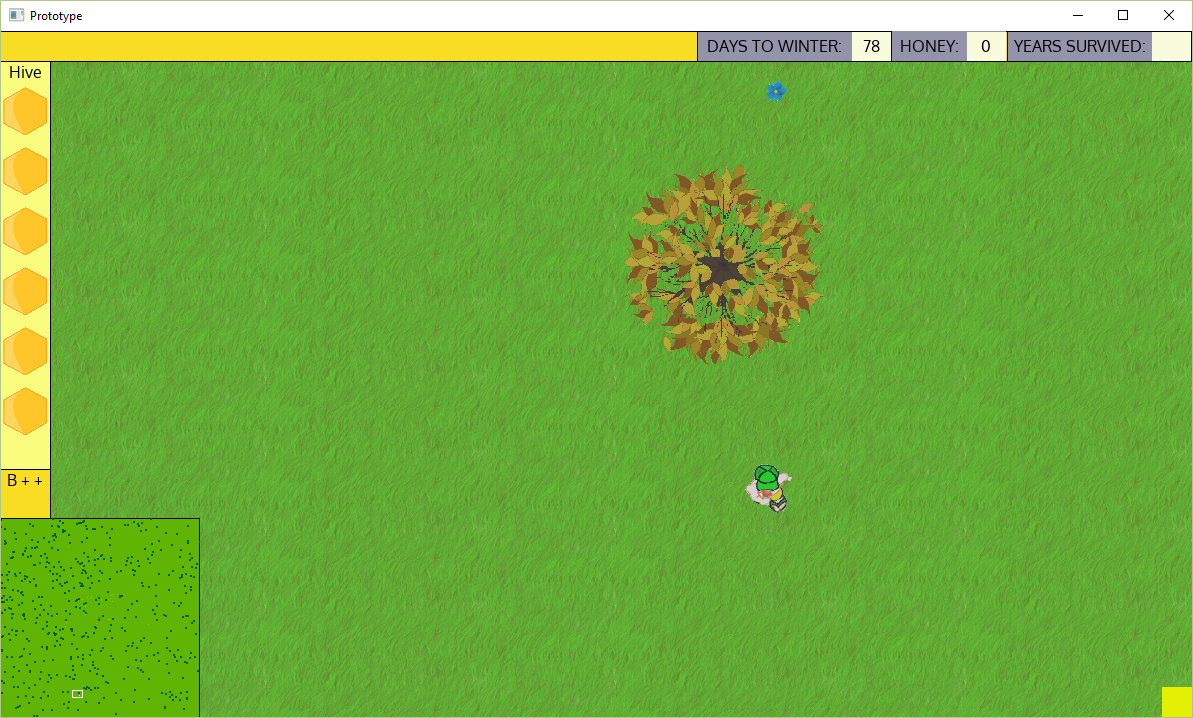 Prototype
DAYS TO WINTER: 78 HONEY: 0 YEARS SURVIVED:
Hive
B + +